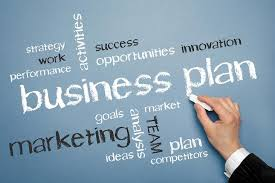 strategy
activities
success
innovation
work
opportunities
performance
business plan
goals
market
marketing
analysis
TEAM
plan
ideas
competitors